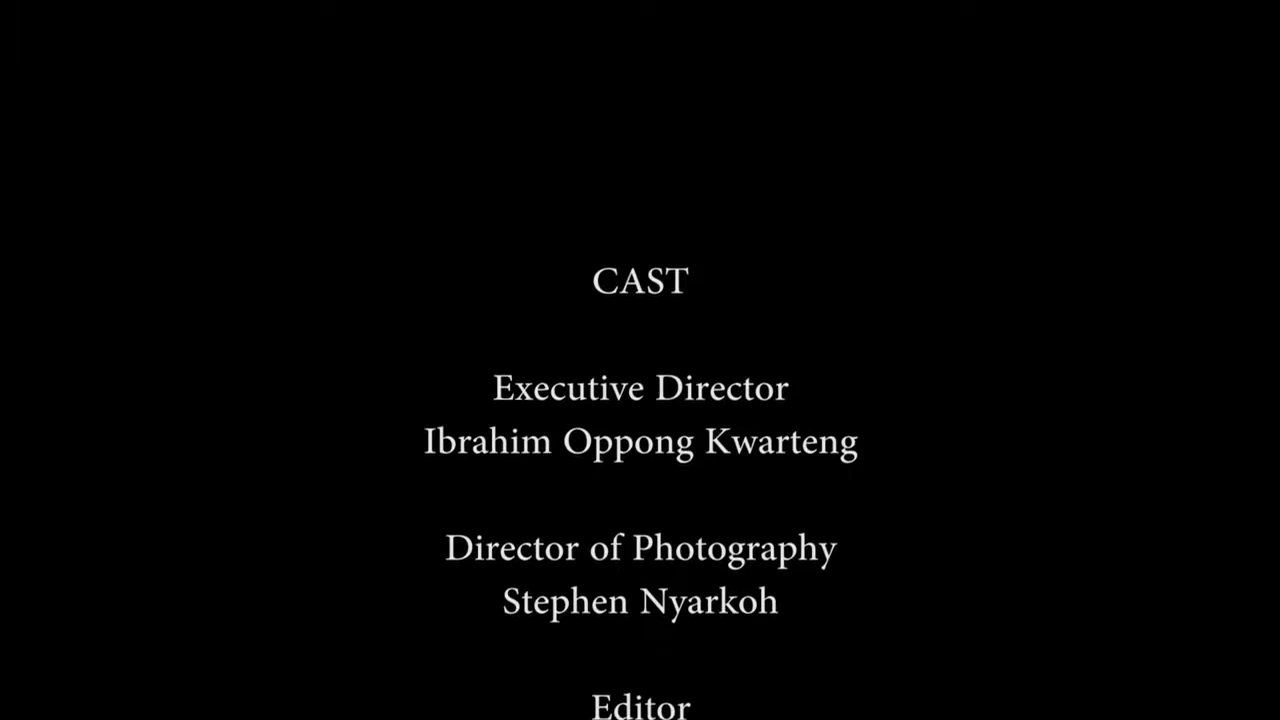 CAST
Executive Director
Ibrahim Oppong Kwarteng
Director of Photography
Stephen Nyarkoh
Editor